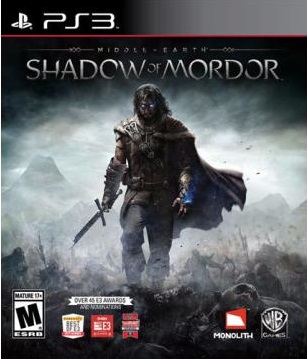 PS3
MIDDLE-EARTH
SHADOW OF MORDOR
MATURE 17+
M
ESRB
OVER 45 E3 AWARDS
AND NOMINATIONS
MONOLITH
WB
GAMES